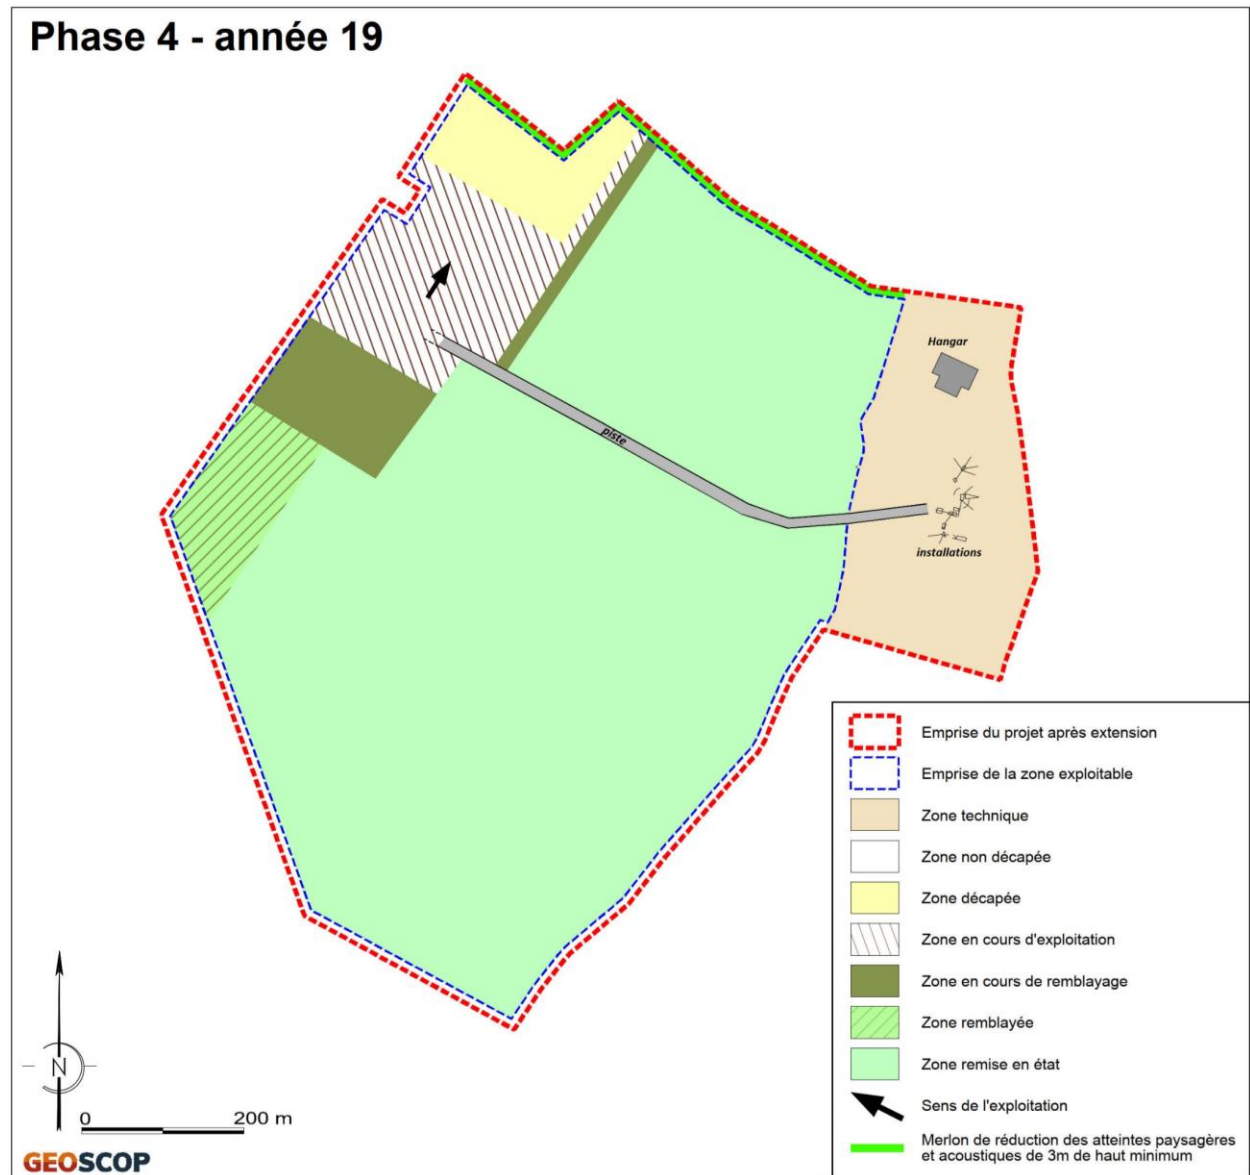 Phase 4 - année 19
Hangar
piste
installations
Emprise du projet après extension
Emprise de la zone exploitable
Zone technique
Zone non décapée
Zone décapée
Zone en cours d'exploitation
Zone en cours de remblayage
Zone remblayée
Zone remise en état
Sens de l'exploitation
Merlon de réduction des atteintes paysagères
et acoustiques de 3m de haut minimum
N
0 200 m
GEOSCOP